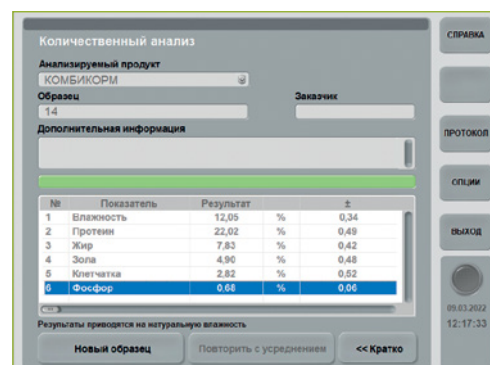 Количественный анализ
СПРАВКА
Анализируемый продукт
КОМБИКОРМ
Образец Заказчик
14
Дополнительная информация
ПРОТОКОЛ
ОПЦИИ
№ Показатель Результат ±
1 Влажность 12,05 % 0,34
2 Протеин 22,02 % 0,49
3 Жир 7,83 % 0,42
4 Зола 4,90 % 0,48
5 Клетчатка 2,82 % 0,52
6 Фосфор 0,68 % 0,06
ВЫХОД
09.03.2022
12:17:33
Результаты приводятся на натуральную влажность
Новый образец Повторить с усреднением << Кратко